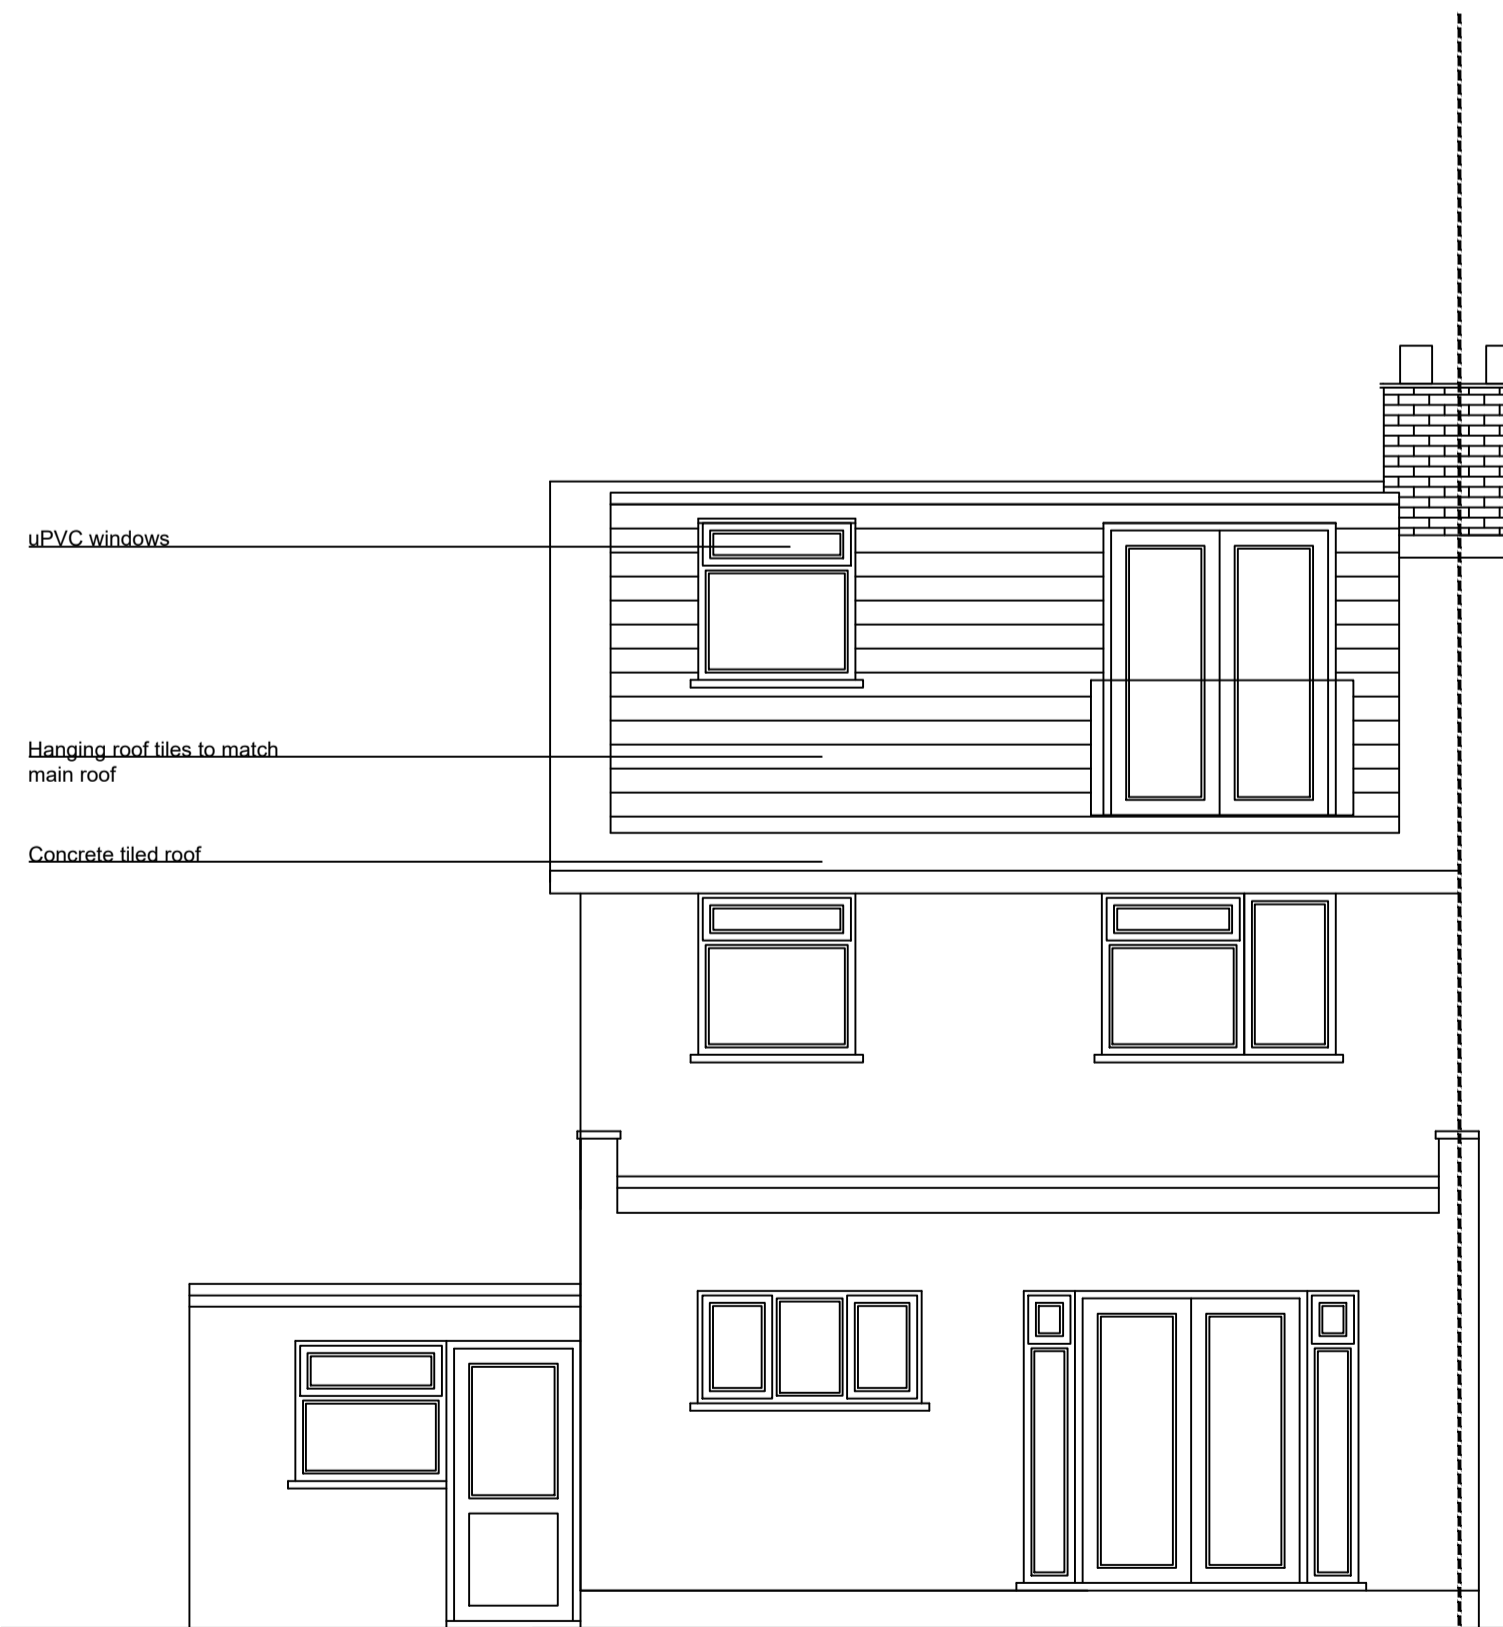 uPVC windows
Hanging roof tiles to match
main roof
Concrete tiled roof